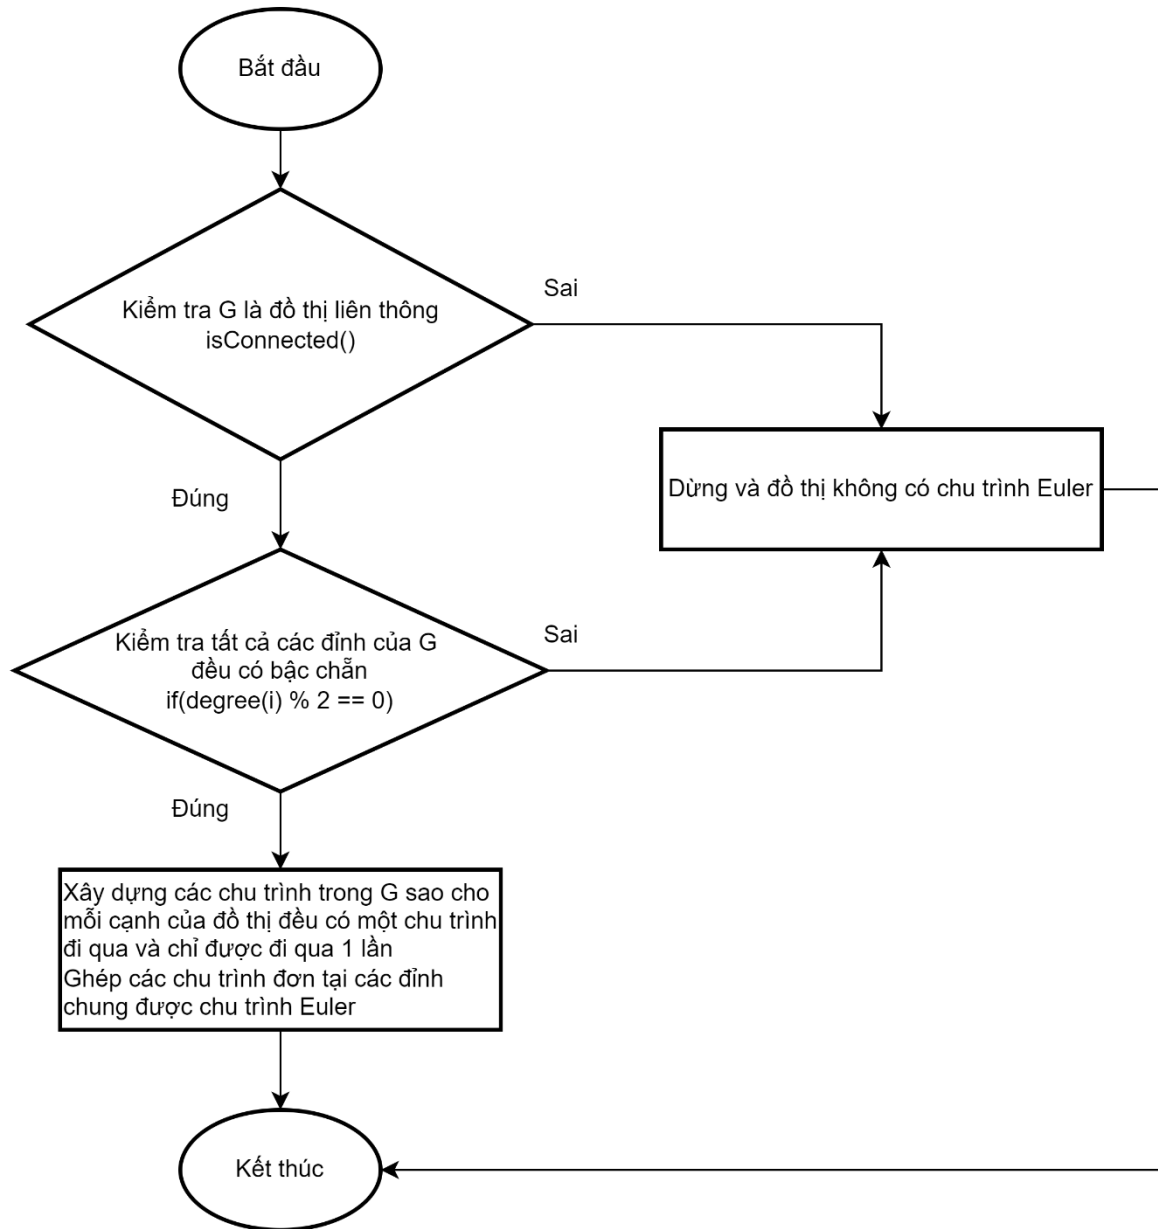 Bắt đầu
Kiểm tra G là đồ thị liên thông
isConnected()
Sai
Đúng
Dừng và đồ thị không có chu trình Euler
Kiểm tra tất cả các đỉnh của G
đều có bậc chẵn
if(degree(i) % 2 == 0)
Sai
Đúng
Xây dựng các chu trình trong G sao cho
mỗi cạnh của đồ thị đều có một chu trình
đi qua và chỉ được đi qua 1 lần
Ghép các chu trình đơn tại các đỉnh
chung được chu trình Euler
Kết thúc